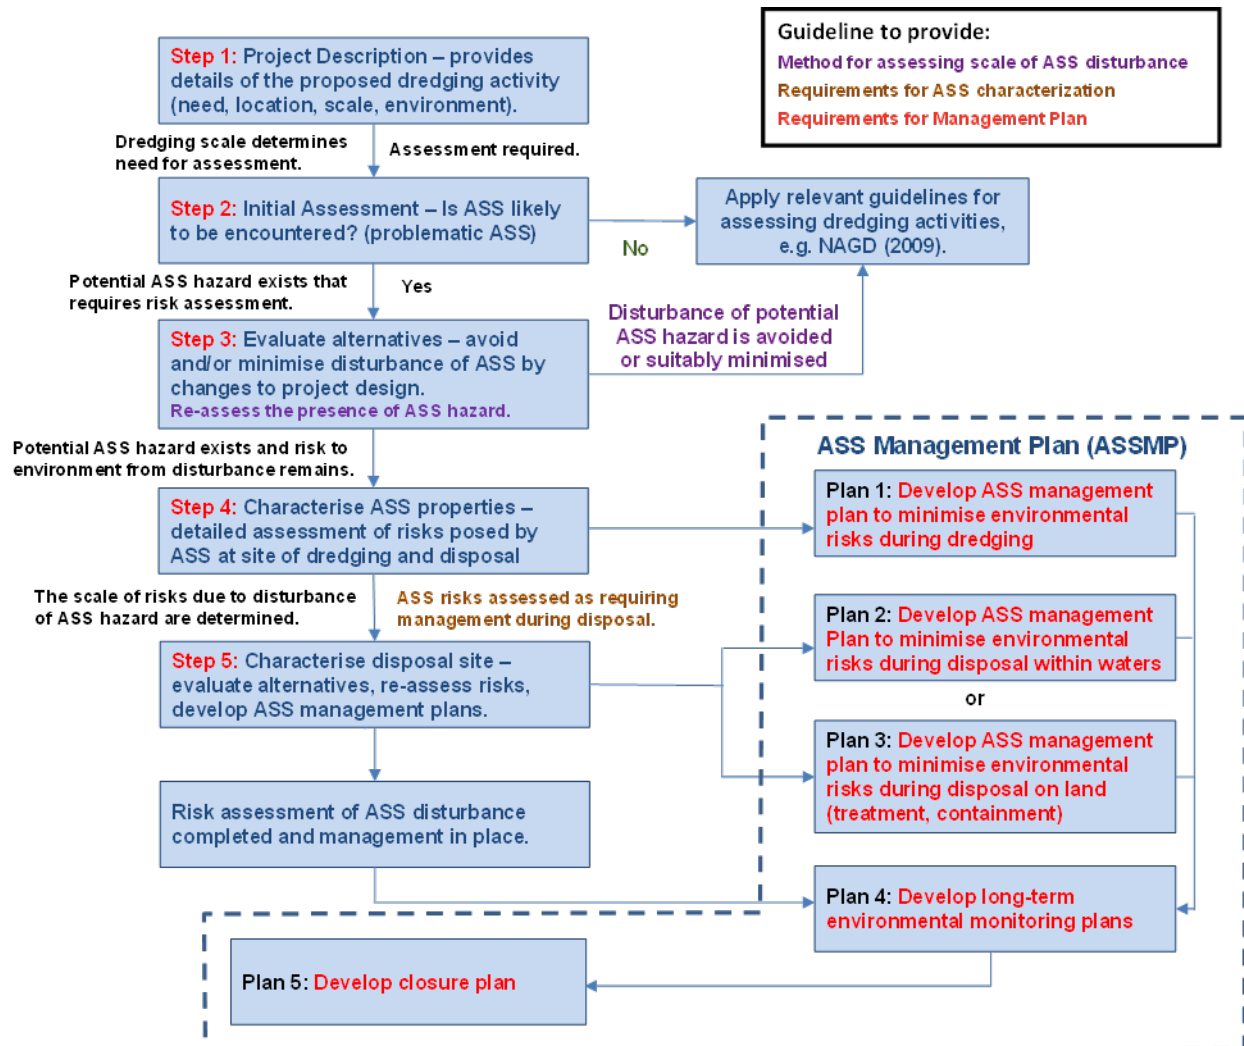 Guideline to provide:
Method for assessing scale of ASS disturbance
Requirements for ASS characterization
Requirements for Management Plan
Step 1: Project Description – provides
details of the proposed dredging activity
(need, location, scale, environment).
Dredging scale determines
need for assessment.
Assessment required.
Step 2: Initial Assessment – Is ASS likely
to be encountered? (problematic ASS)
No
Apply relevant guidelines for
assessing dredging activities,
e.g. NAGD (2009).
Potential ASS hazard exists that
requires risk assessment.
Yes
Step 3: Evaluate alternatives – avoid
and/or minimise disturbance of ASS by
changes to project design.
Re-assess the presence of ASS hazard.
Disturbance of potential
ASS hazard is avoided
or suitably minimised
Potential ASS hazard exists and risk to
environment from disturbance remains.
Step 4: Characterise ASS properties –
detailed assessment of risks posed by
ASS at site of dredging and disposal
The scale of risks due to disturbance
of ASS hazard are determined.
ASS risks assessed as requiring
management during disposal.
Step 5: Characterise disposal site –
evaluate alternatives, re-assess risks,
develop ASS management plans.
Risk assessment of ASS disturbance
completed and management in place.
ASS Management Plan (ASSMP)
Plan 1: Develop ASS management
plan to minimise environmental
risks during dredging
Plan 2: Develop ASS management
Plan to minimise environmental
risks during disposal within waters
or
Plan 3: Develop ASS management
plan to minimise environmental
risks during disposal on land
(treatment, containment)
Plan 4: Develop long-term
environmental monitoring plans
Plan 5: Develop closure plan